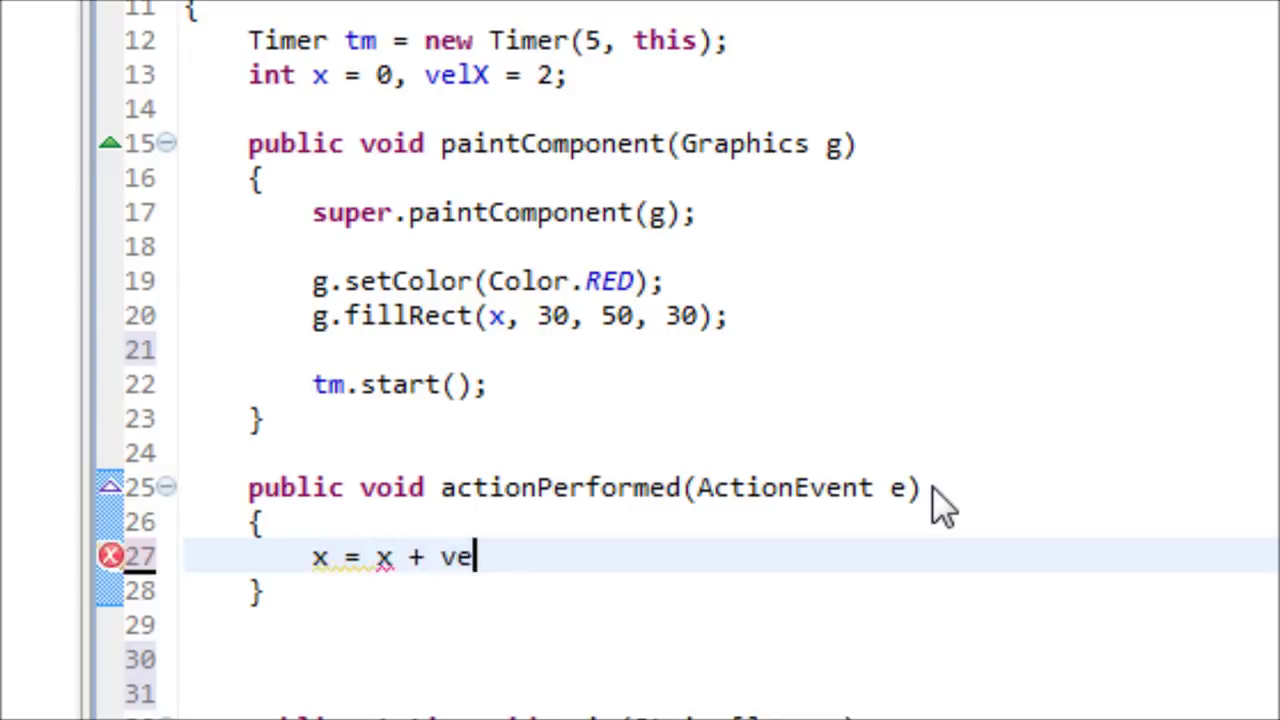 11 {
12 Timer tm = new Timer(5, this);
13 int x = 0, velX = 2;
14
15 public void paintComponent(Graphics g)
16 {
17 super.paintComponent(g);
18
19 g.setColor(Color.RED);
20 g.fillRect(x, 30, 50, 30);
21
22 tm.start();
23 }
24
25 public void actionPerformed(ActionEvent e)
26 {
27 x = x + ve
28 }
29
30
31